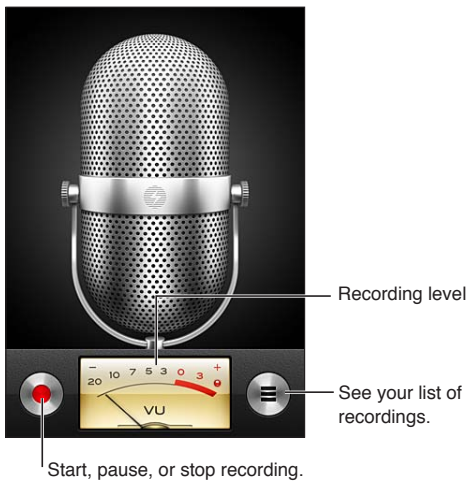 Recording level
− 20 10 7 5 3 0 3 +
VU
See your list of
recordings.
Start, pause, or stop recording.